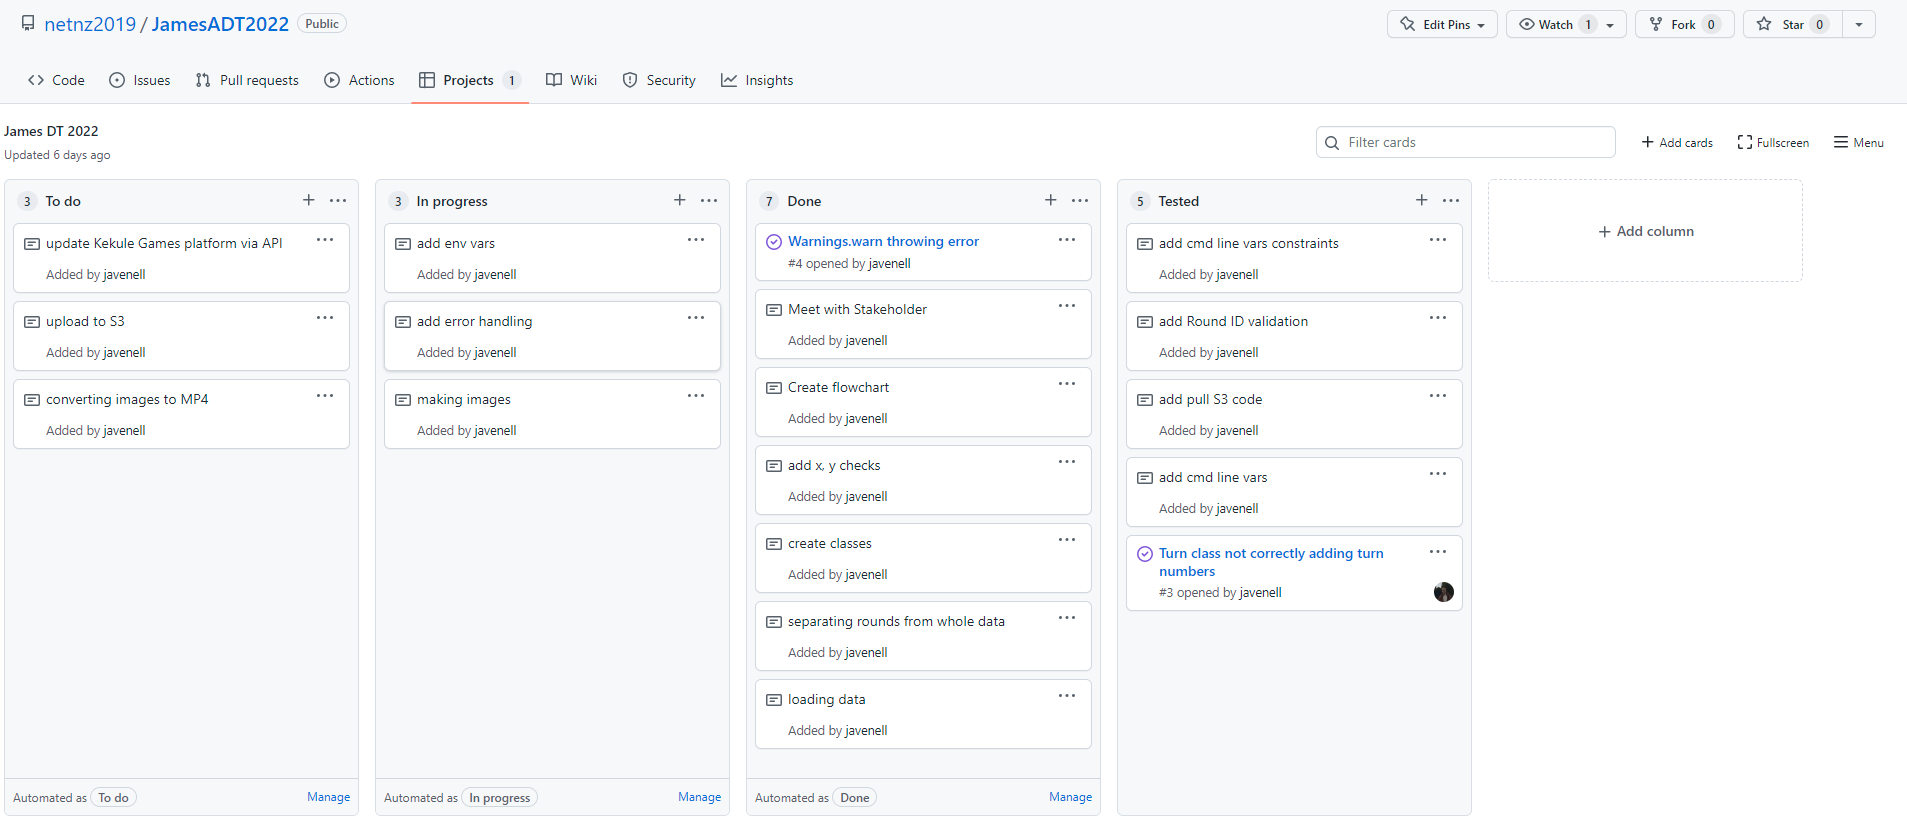 netnz2019 / JamesADT2022 Public
Edit Pins Watch 1 Fork 0 Star 0
Code Issues Pull requests Actions Projects 1 Wiki Security Insights
James DT 2022
Updated 6 days ago
Filter cards Add cards Fullscreen Menu
3 To do
update Kekule Games platform via API
Added by javenell
upload to S3
Added by javenell
converting images to MP4
Added by javenell
Automated as To do Manage
3 In progress
add env vars
Added by javenell
add error handling
Added by javenell
making images
Added by javenell
Automated as In progress Manage
7 Done
Warnings.warn throwing error
#4 opened by javenell
Meet with Stakeholder
Added by javenell
Create flowchart
Added by javenell
add x, y checks
Added by javenell
create classes
Added by javenell
separating rounds from whole data
Added by javenell
loading data
Added by javenell
Automated as Done Manage
5 Tested
add cmd line vars constraints
Added by javenell
add Round ID validation
Added by javenell
add pull S3 code
Added by javenell
add cmd line vars
Added by javenell
Turn class not correctly adding turn
numbers
#3 opened by javenell
Add column